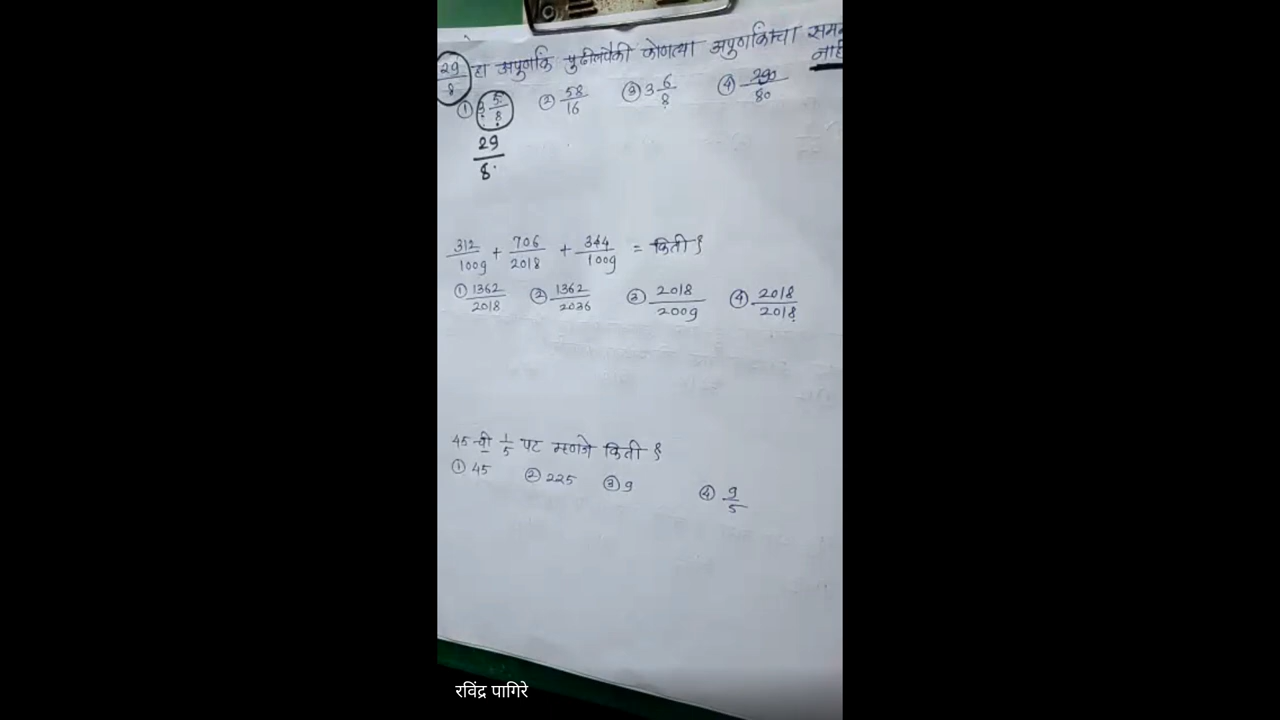 29/8 हा अपुर्णांक पुढीलपैकी कोणत्या अपुर्णांकाचा सम
नाही
① 3 5/8 ② 58/16 ③ 3 6/8 ④ 290/80
29/8
312/1009 + 706/2018 + 344/1009 = किती ?
① 1362/2018 ② 1362/2036 ③ 2018/2009 ④ 2018/2018
45 ची 1/5 पट म्हणजे किती ?
① 45 ② 225 ③ 9 ④ 9/5
रविंद्र पागिरे